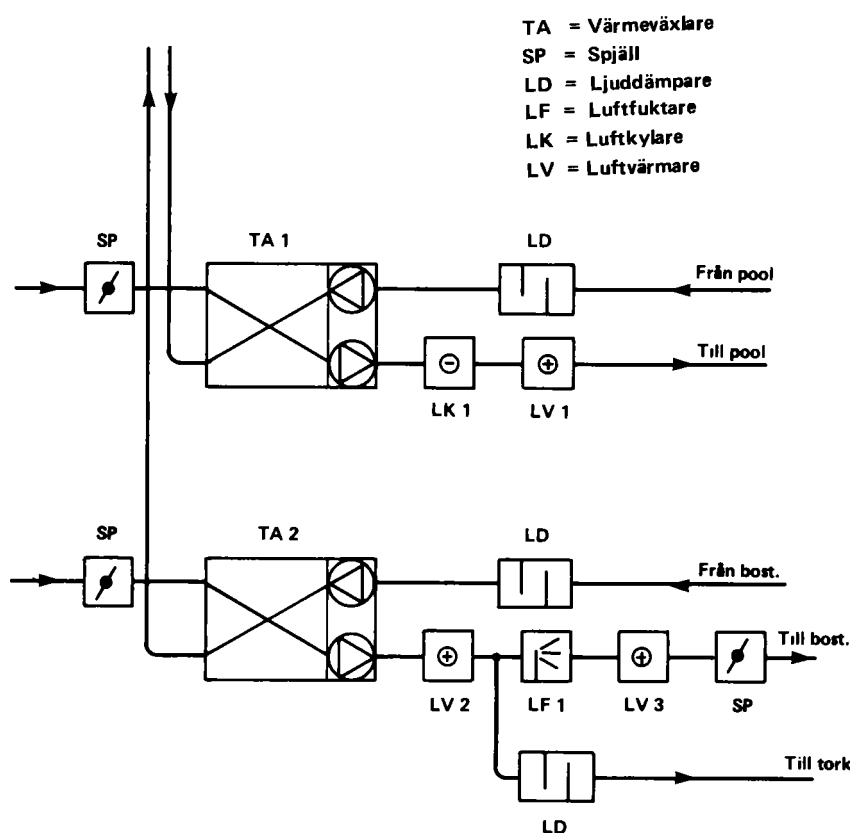 TA = Värmeväxlare
SP = Spjäll
LD = Ljuddämpare
LF = Luftfuktare
LK = Luftkylare
LV = Luftvärmare
SP
TA 1
LD
Från pool
Till pool
LK 1
LV 1
SP
TA 2
LD
Från bost.
Till bost.
LV 2
LF 1
LV 3
SP
Till tork
LD